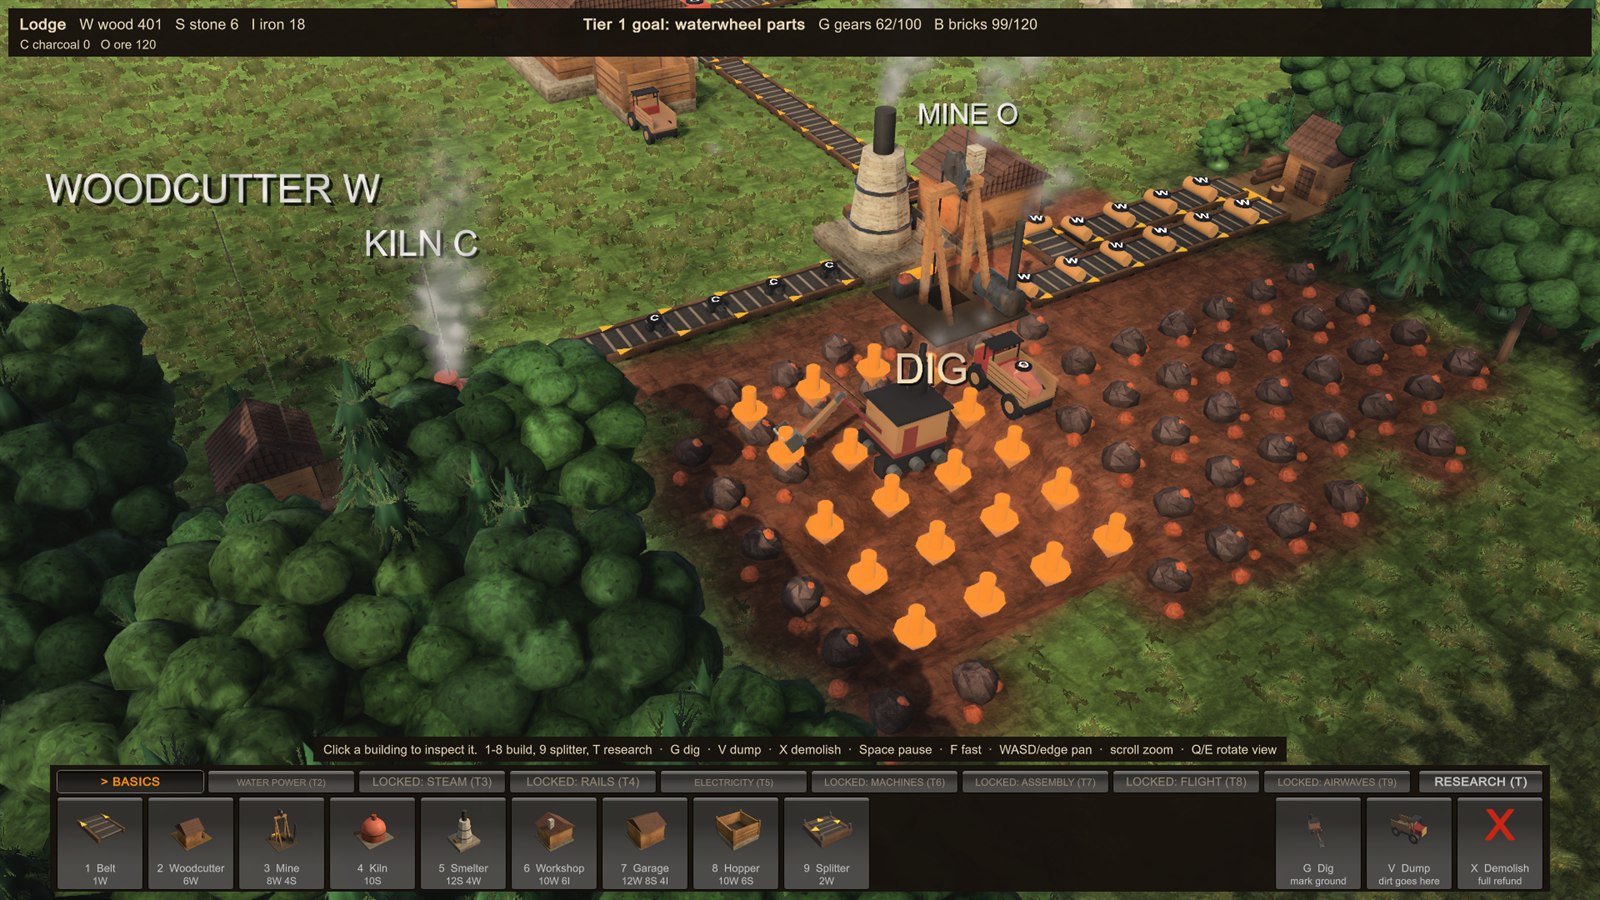 Lodge W wood 401 S stone 6 I iron 18
C charcoal 0 O ore 120
Tier 1 goal: waterwheel parts G gears 62/100 B bricks 99/120
MINE O
WOODCUTTER W
KILN C
W W W W W
W W W W W W
C C C C
DIG
Click a building to inspect it. 1-8 build, 9 splitter, T research · G dig · V dump · X demolish · Space pause · F fast · WASD/edge pan · scroll zoom · Q/E rotate view
> BASICS
WATER POWER (T2)
LOCKED: STEAM (T3)
LOCKED: RAILS (T4)
ELECTRICITY (T5)
LOCKED: MACHINES (T6)
LOCKED: ASSEMBLY (T7)
LOCKED: FLIGHT (T8)
LOCKED: AIRWAVES (T9)
RESEARCH (T)
1 Belt
1W
2 Woodcutter
6W
3 Mine
8W 4S
4 Kiln
10S
5 Smelter
12S 4W
6 Workshop
10W 6I
7 Garage
12W 8S 4I
8 Hopper
10W 6S
9 Splitter
2W
G Dig
mark ground
V Dump
dirt goes here
X Demolish
full refund